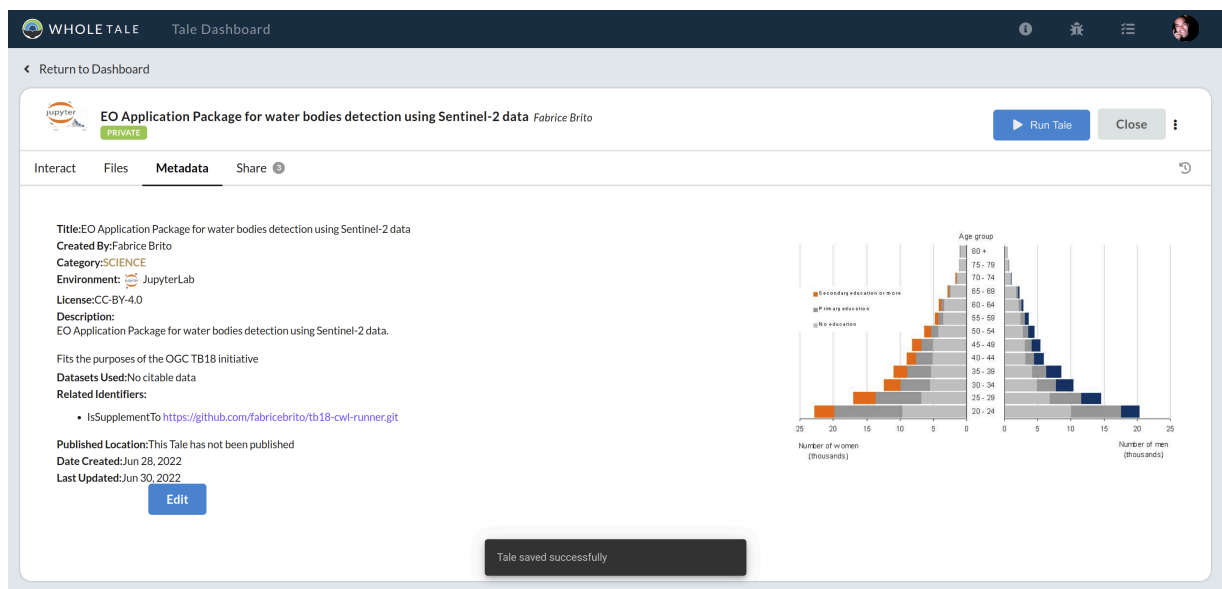 WHOLE TALE Tale Dashboard
Return to Dashboard
jupyter
EO Application Package for water bodies detection using Sentinel-2 data Fabrice Brito
PRIVATE
Run Tale
Close
Interact Files Metadata Share 3
Title:EO Application Package for water bodies detection using Sentinel-2 data
Created By:Fabrice Brito
Category:SCIENCE
Environment: JupyterLab
License:CC-BY-4.0
Description:
EO Application Package for water bodies detection using Sentinel-2 data.
Fits the purposes of the OGC TB18 initiative
Datasets Used:No citable data
Related Identifiers:
• IsSupplementTo https://github.com/fabricebrito/tb18-cwl-runner.git
Published Location:This Tale has not been published
Date Created:Jun 28, 2022
Last Updated:Jun 30, 2022
Edit
Age group
80 +
75 - 79
70 - 74
65 - 69
60 - 64
55 - 59
50 - 54
45 - 49
40 - 44
35 - 39
30 - 34
25 - 29
20 - 24
Secondary education or more
Primary education
No education
25 20 15 10 5 0 0 5 10 15 20 25
Number of women
(thousands)
Number of men
(thousands)
Tale saved successfully